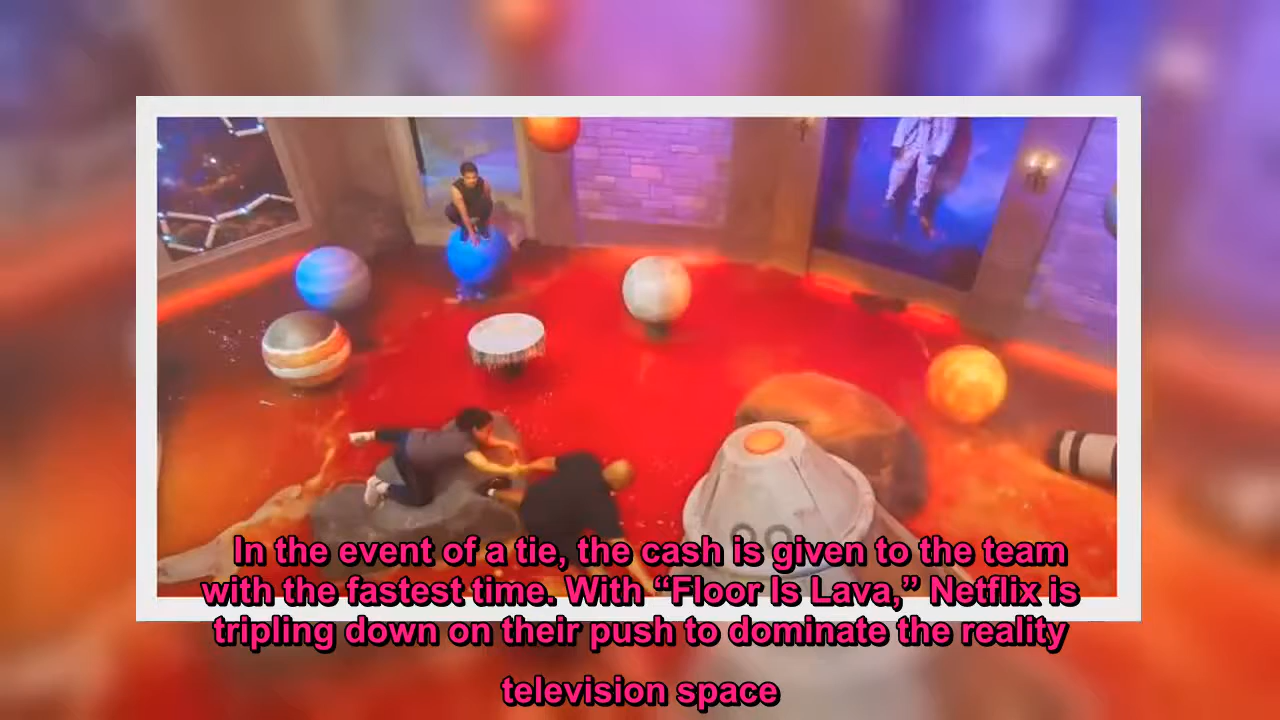 In the event of a tie, the cash is given to the team
with the fastest time. With “Floor Is Lava,” Netflix is
tripling down on their push to dominate the reality
television space